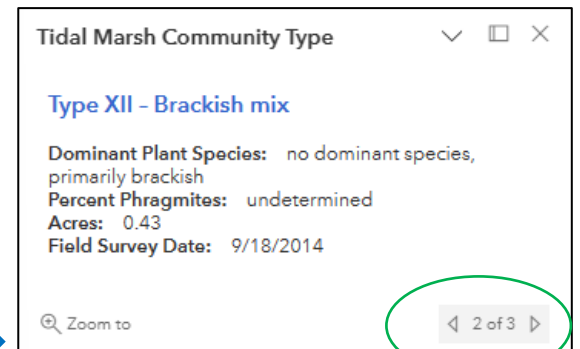 Tidal Marsh Community Type
Type XII – Brackish mix
Dominant Plant Species: no dominant species,
primarily brackish
Percent Phragmites: undetermined
Acres: 0.43
Field Survey Date: 9/18/2014
Zoom to
2 of 3